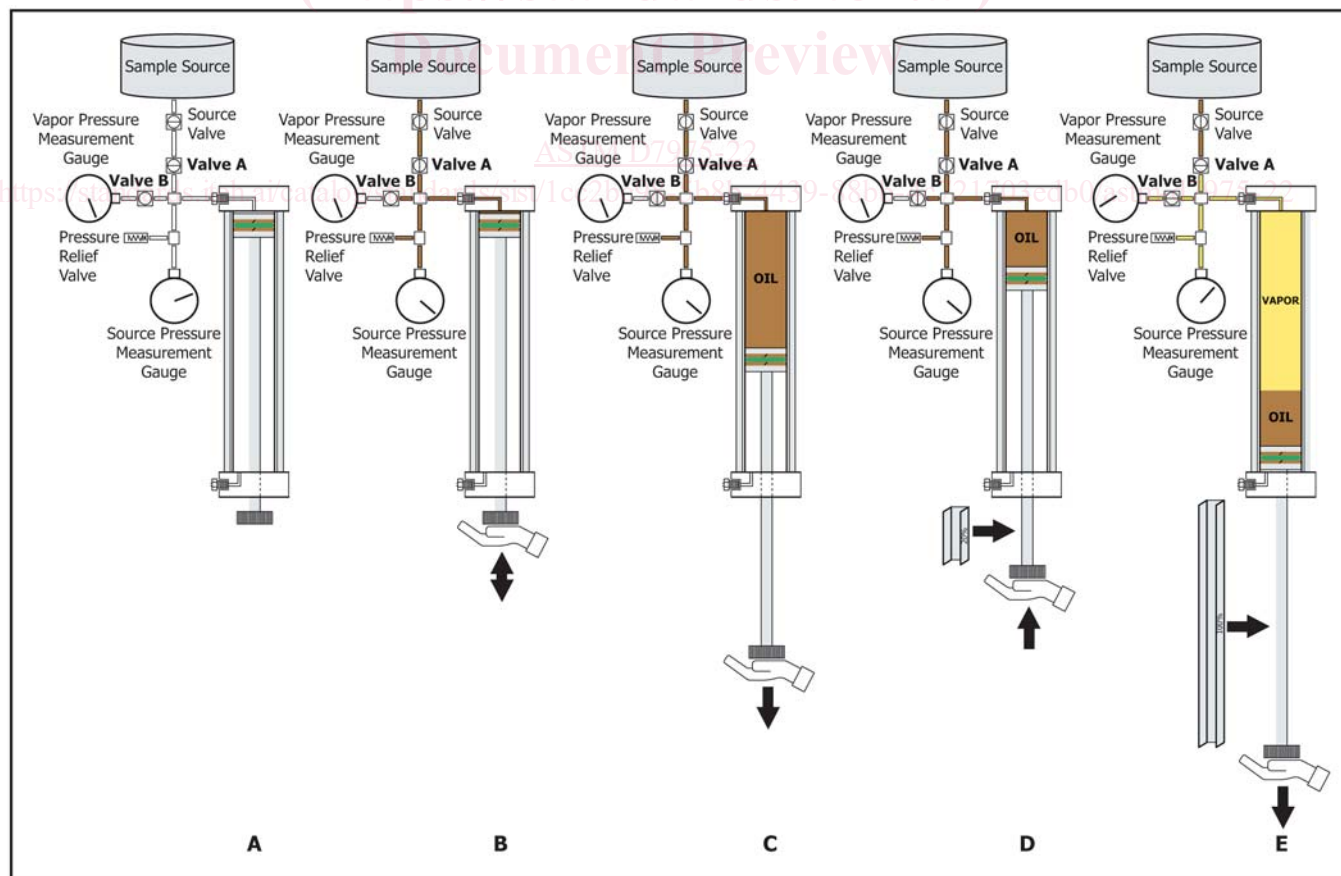 Document Preview
Sample Source
Vapor Pressure
Measurement
Gauge
Source
Valve
Valve A
Valve B
Pressure
Relief
Valve
Source Pressure
Measurement
Gauge
A
Sample Source
Vapor Pressure
Measurement
Gauge
Source
Valve
Valve A
Valve B
Pressure
Relief
Valve
Source Pressure
Measurement
Gauge
B
Sample Source
Vapor Pressure
Measurement
Gauge
Source
Valve
ASTM D7975-22
Valve A
Valve B
Pressure
Relief
Valve
OIL
Source Pressure
Measurement
Gauge
C
Sample Source
Vapor Pressure
Measurement
Gauge
Source
Valve
Valve A
Valve B
Pressure
Relief
Valve
OIL
Source Pressure
Measurement
Gauge
20%
D
Sample Source
Vapor Pressure
Measurement
Gauge
Source
Valve
Valve A
Valve B
Pressure
Relief
Valve
VAPOR
OIL
Source Pressure
Measurement
Gauge
100%
E